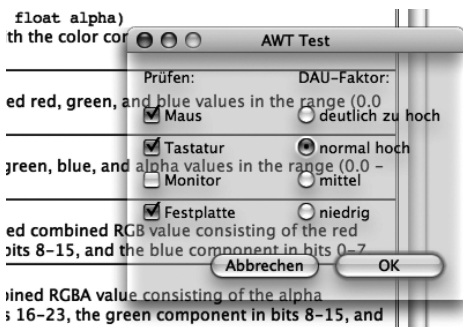 float alpha)
th the color cor
AWT Test
Prüfen:
DAU-Faktor:
ed red, green, and blue values in the range (0.0
Maus
deutlich zu hoch
Tastatur
normal hoch
green, blue, and alpha values in the range (0.0 –
Monitor
mittel
Festplatte
niedrig
ed combined RGB value consisting of the red
bits 8–15, and the blue component in bits 0–7
Abbrechen
OK
bined RGBA value consisting of the alpha
s 16–23, the green component in bits 8–15, and